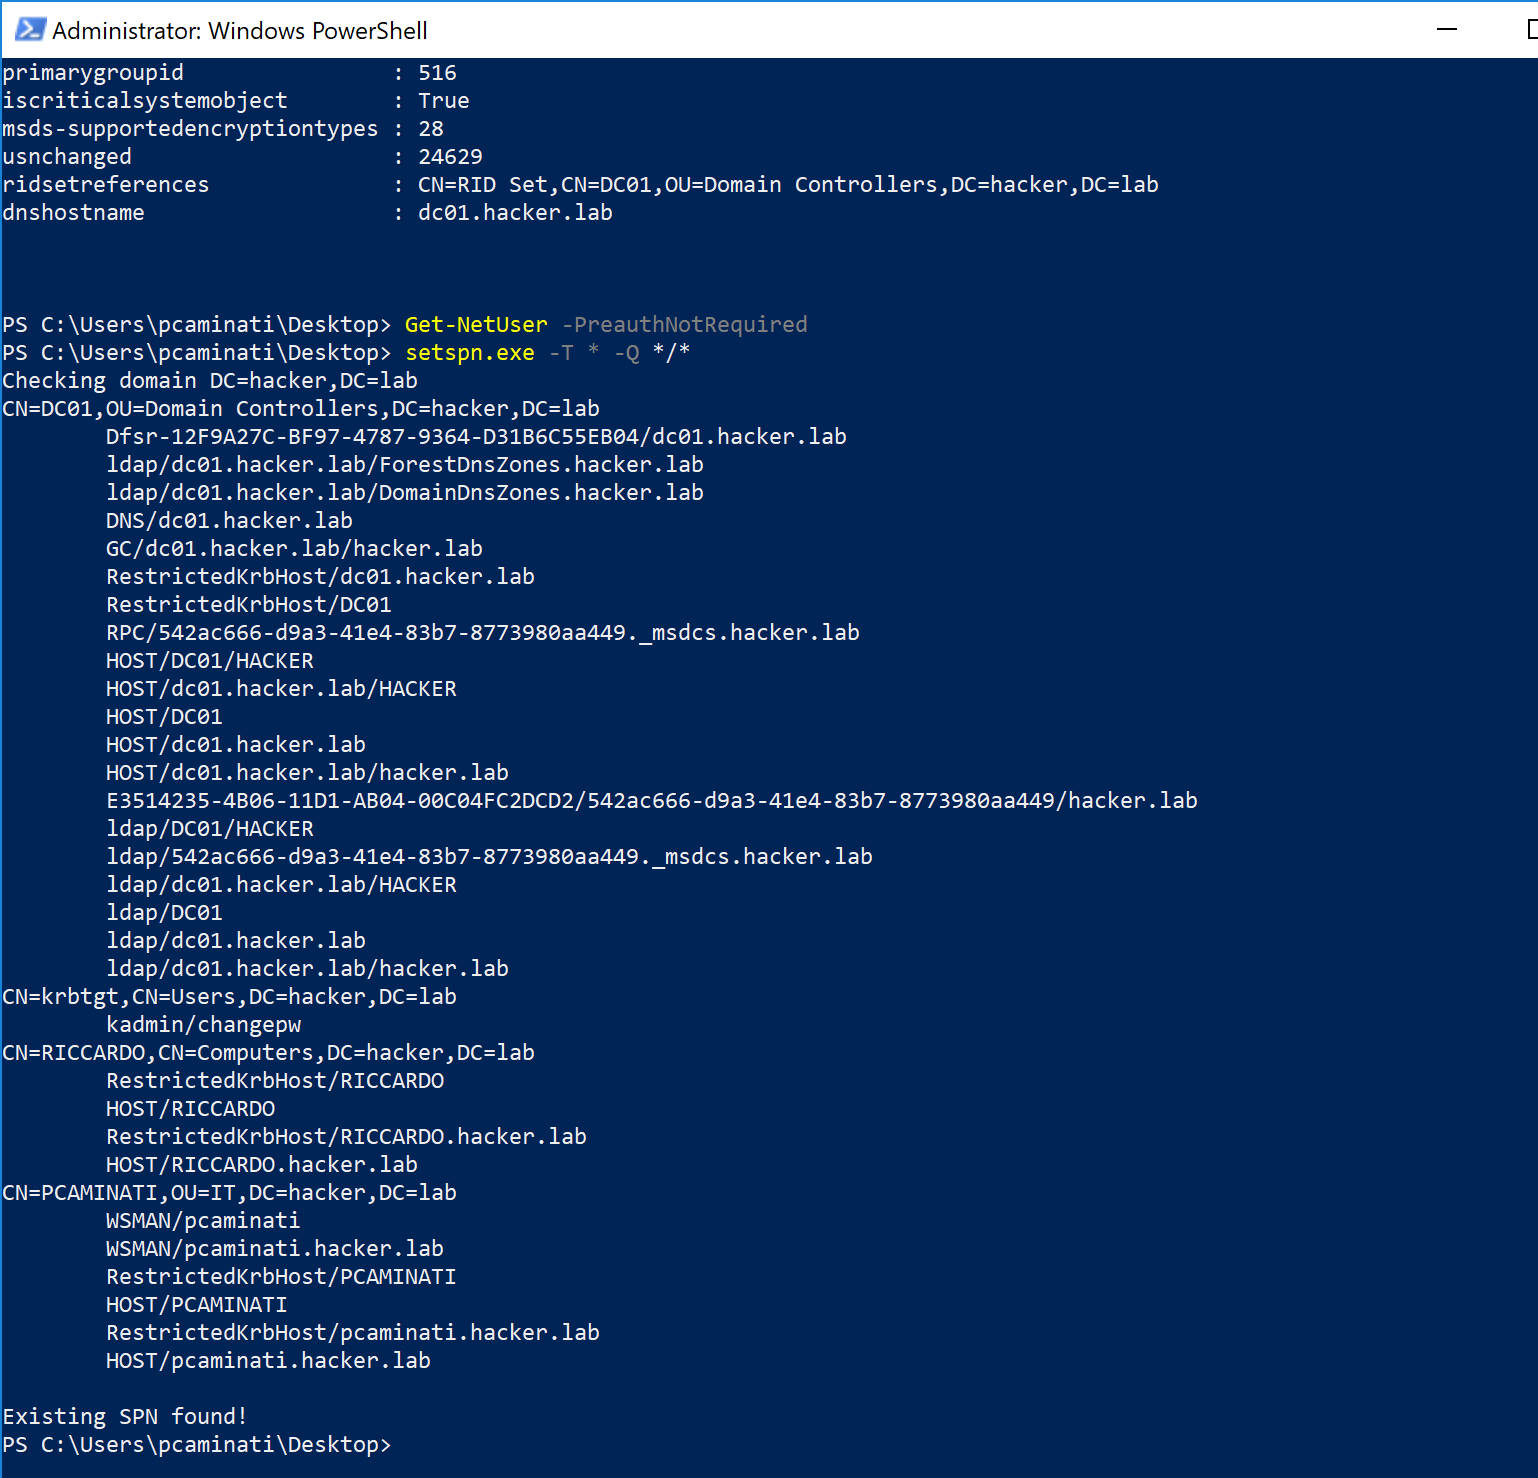 Administrator: Windows PowerShell
primarygroupid                : 516
iscriticalsystemobject        : True
msds-supportedencryptiontypes : 28
usnchanged                    : 24629
ridsetreferences              : CN=RID Set,CN=DC01,OU=Domain Controllers,DC=hacker,DC=lab
dnshostname                   : dc01.hacker.lab
PS C:\Users\pcaminati\Desktop> Get-NetUser -PreauthNotRequired
PS C:\Users\pcaminati\Desktop> setspn.exe -T * -Q */*
Checking domain DC=hacker,DC=lab
CN=DC01,OU=Domain Controllers,DC=hacker,DC=lab
        Dfsr-12F9A27C-BF97-4787-9364-D31B6C55EB04/dc01.hacker.lab
        ldap/dc01.hacker.lab/ForestDnsZones.hacker.lab
        ldap/dc01.hacker.lab/DomainDnsZones.hacker.lab
        DNS/dc01.hacker.lab
        GC/dc01.hacker.lab/hacker.lab
        RestrictedKrbHost/dc01.hacker.lab
        RestrictedKrbHost/DC01
        RPC/542ac666-d9a3-41e4-83b7-8773980aa449._msdcs.hacker.lab
        HOST/DC01/HACKER
        HOST/dc01.hacker.lab/HACKER
        HOST/DC01
        HOST/dc01.hacker.lab
        HOST/dc01.hacker.lab/hacker.lab
        E3514235-4B06-11D1-AB04-00C04FC2DCD2/542ac666-d9a3-41e4-83b7-8773980aa449/hacker.lab
        ldap/DC01/HACKER
        ldap/542ac666-d9a3-41e4-83b7-8773980aa449._msdcs.hacker.lab
        ldap/dc01.hacker.lab/HACKER
        ldap/DC01
        ldap/dc01.hacker.lab
        ldap/dc01.hacker.lab/hacker.lab
CN=krbtgt,CN=Users,DC=hacker,DC=lab
        kadmin/changepw
CN=RICCARDO,CN=Computers,DC=hacker,DC=lab
        RestrictedKrbHost/RICCARDO
        HOST/RICCARDO
        RestrictedKrbHost/RICCARDO.hacker.lab
        HOST/RICCARDO.hacker.lab
CN=PCAMINATI,OU=IT,DC=hacker,DC=lab
        WSMAN/pcaminati
        WSMAN/pcaminati.hacker.lab
        RestrictedKrbHost/PCAMINATI
        HOST/PCAMINATI
        RestrictedKrbHost/pcaminati.hacker.lab
        HOST/pcaminati.hacker.lab
Existing SPN found!
PS C:\Users\pcaminati\Desktop>